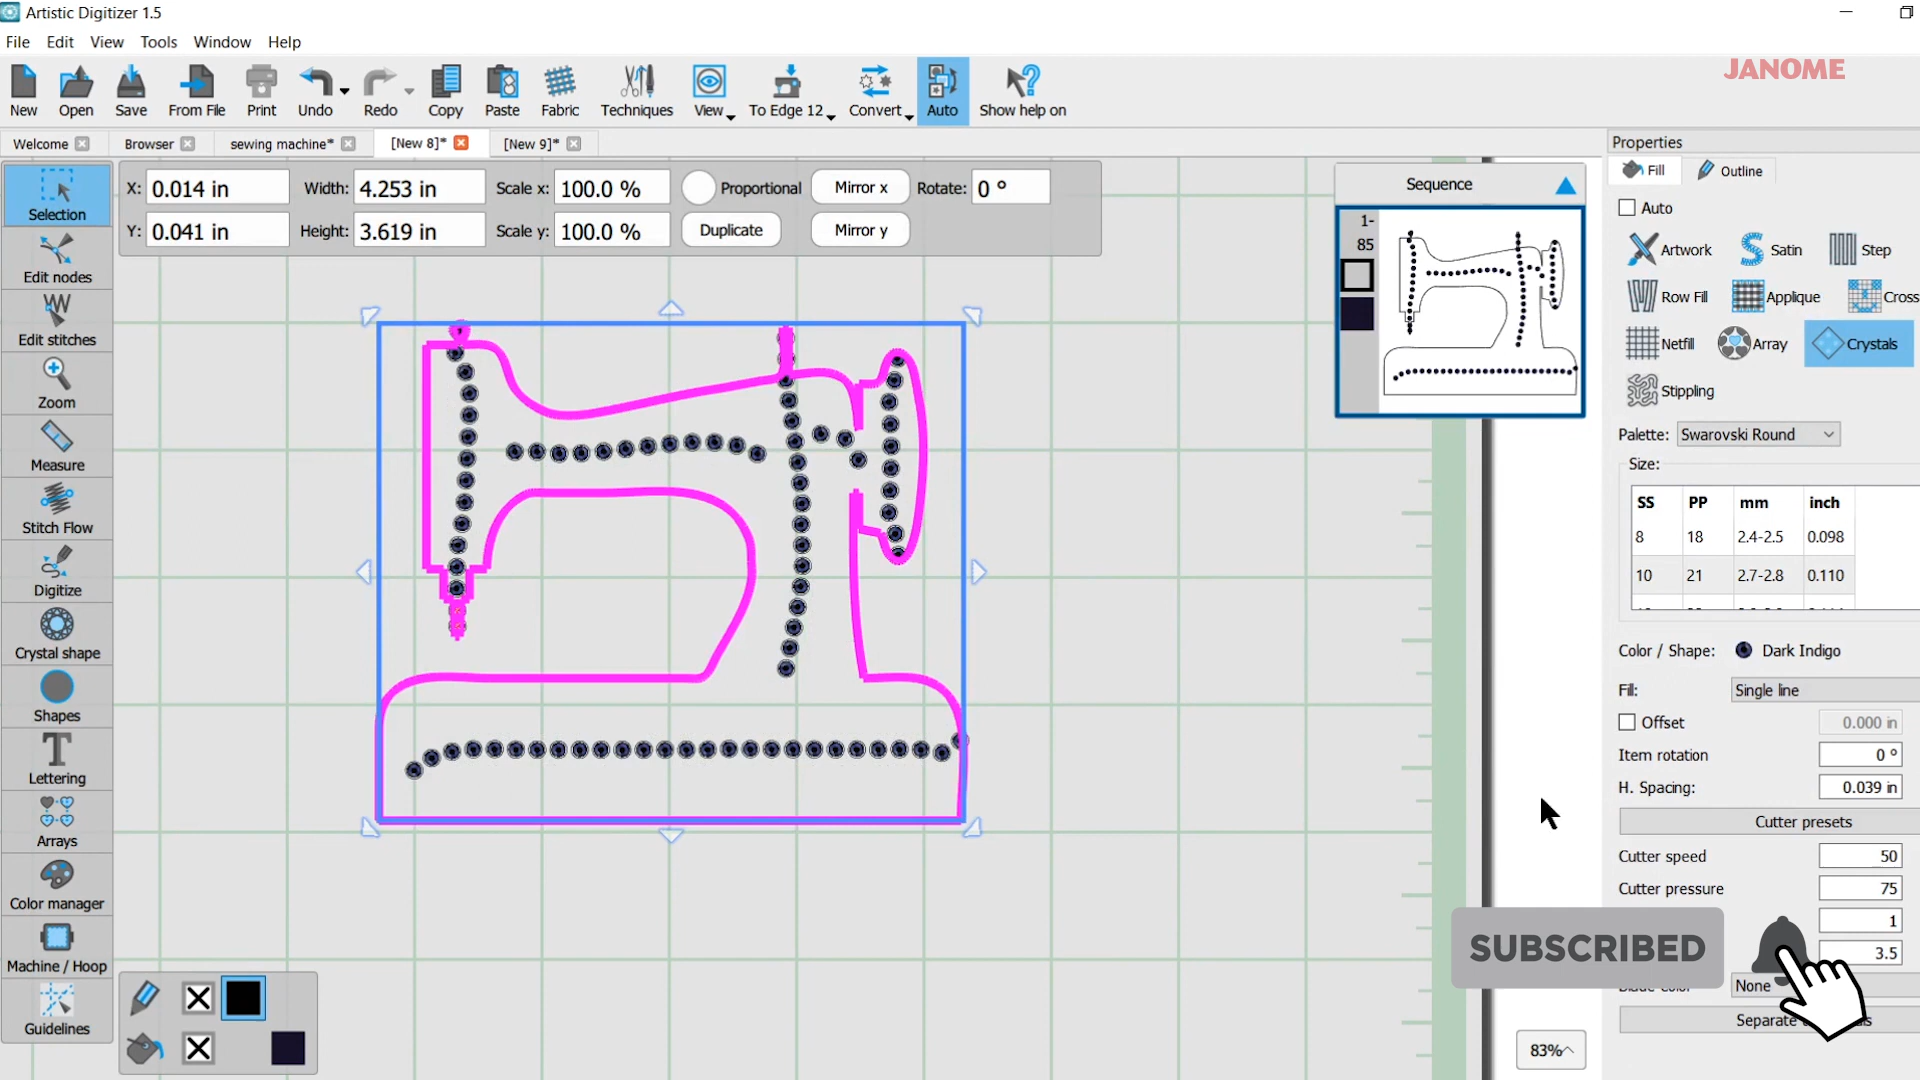 Artistic Digitizer 1.5
File Edit View Tools Window Help
JANOME
New Open Save From File Print Undo Redo Copy Paste Fabric Techniques View To Edge 12 Convert Auto Show help on
Welcome Browser sewing machine* [New 8]* [New 9]*
Properties
Selection
Edit nodes
Edit stitches
Zoom
Measure
Stitch Flow
Digitize
Crystal shape
Shapes
Lettering
Arrays
Color manager
Machine / Hoop
Guidelines
X: 0.014 in Width: 4.253 in Scale x: 100.0 % Proportional Mirror x Rotate: 0 °
Y: 0.041 in Height: 3.619 in Scale y: 100.0 % Duplicate Mirror y
Sequence
1-
85
Fill Outline
Auto
Artwork Satin Step
Row Fill Applique Cross
Netfill Array Crystals
Stippling
Palette: Swarovski Round
Size:
SS PP mm inch
8 18 2.4-2.5 0.098
10 21 2.7-2.8 0.110
Color / Shape: Dark Indigo
Fill: Single line
Offset 0.000 in
Item rotation 0 °
H. Spacing: 0.039 in
Cutter presets
Cutter speed 50
Cutter pressure 75
1
3.5
SUBSCRIBED
None
Separate
83%